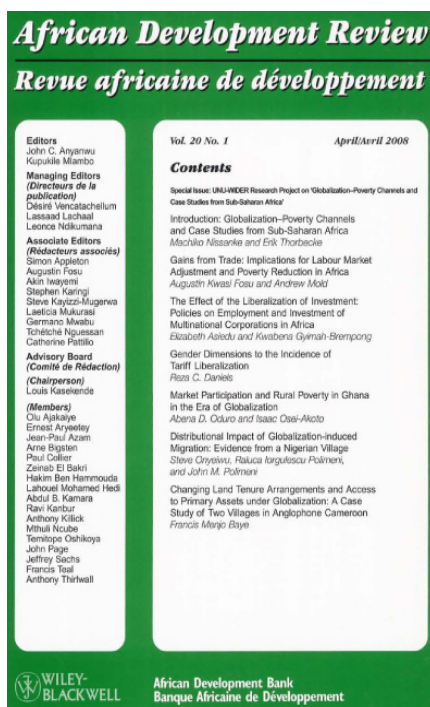 African Development Review
Revue africaine de développement
Editors
John C. Anyanwu
Kupukile Mlambo
Managing Editors
(Directeurs de la
publication)
Désiré Vencatachellum
Lassaad Lachaal
Leonce Ndikumana
Associate Editors
(Rédacteurs associés)
Simon Appleton
Augustin Fosu
Akin Iwayemi
Stephen Karingi
Steve Kayizzi-Mugerwa
Laeticia Mukurasi
Germano Mwabu
Tchétché Nguessan
Catherine Pattillo
Advisory Board
(Comité de Rédaction)
(Chairperson)
Louis Kasekende
(Members)
Olu Ajakaiye
Ernest Aryeetey
Jean-Paul Azam
Arne Bigsten
Paul Collier
Zeinab El Bakri
Hakim Ben Hammouda
Lahouel Mohamed Hedi
Abdul B. Kamara
Ravi Kanbur
Anthony Killick
Mthuli Ncube
Temitope Oshikoya
John Page
Jeffrey Sachs
Francis Teal
Anthony Thirlwall
Vol. 20 No. 1 April/Avril 2008
Contents
Special Issue: UNU-WIDER Research Project on 'Globalization–Poverty Channels and
Case Studies from Sub-Saharan Africa'
Introduction: Globalization–Poverty Channels
and Case Studies from Sub-Saharan Africa
Machiko Nissanke and Erik Thorbecke
Gains from Trade: Implications for Labour Market
Adjustment and Poverty Reduction in Africa
Augustin Kwasi Fosu and Andrew Mold
The Effect of the Liberalization of Investment:
Policies on Employment and Investment of
Multinational Corporations in Africa
Elizabeth Asiedu and Kwabena Gyimah-Brempong
Gender Dimensions to the Incidence of
Tariff Liberalization
Reza C. Daniels
Market Participation and Rural Poverty in Ghana
in the Era of Globalization
Abena D. Oduro and Isaac Osei-Akoto
Distributional Impact of Globalization-induced
Migration: Evidence from a Nigerian Village
Steve Onyeiwu, Raluca Iorgulescu Polimeni,
and John M. Polimeni
Changing Land Tenure Arrangements and Access
to Primary Assets under Globalization: A Case
Study of Two Villages in Anglophone Cameroon
Francis Menjo Baye
WILEY-
BLACKWELL
African Development Bank
Banque Africaine de Développement